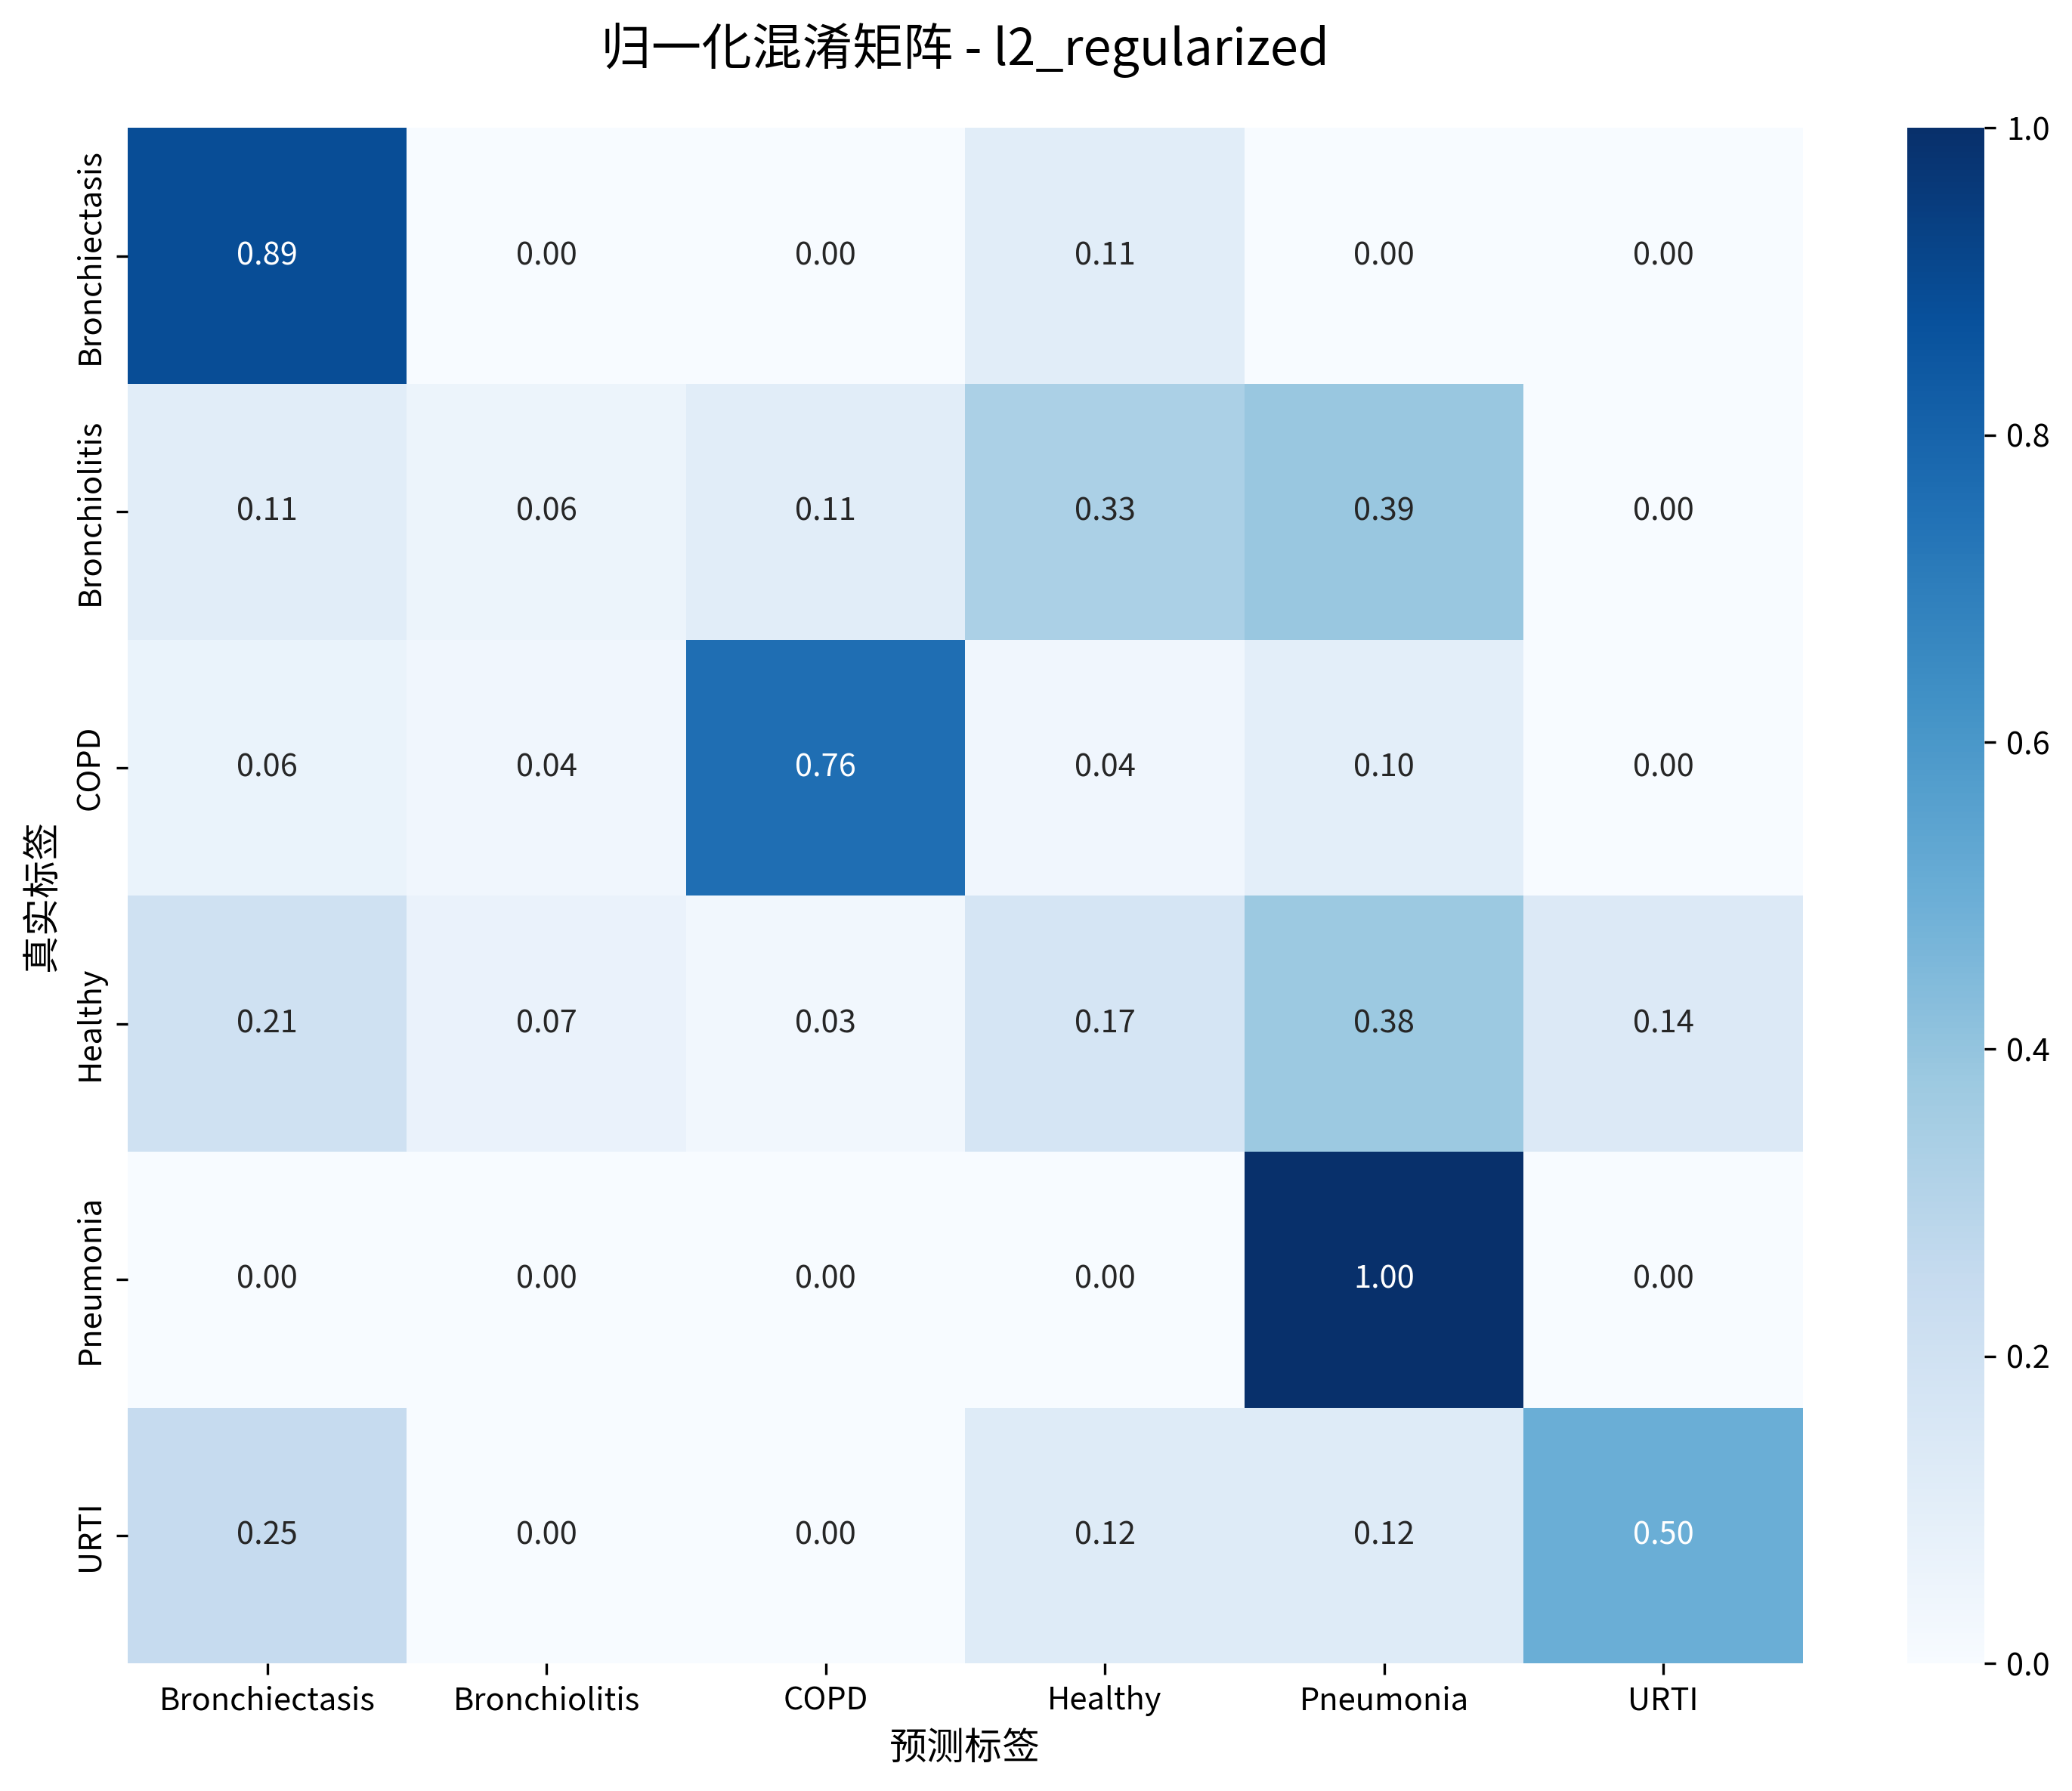 归一化混淆矩阵 - l2_regularized
真实标签
Bronchiectasis
0.89 0.00 0.00 0.11 0.00 0.00
Bronchiolitis
0.11 0.06 0.11 0.33 0.39 0.00
COPD
0.06 0.04 0.76 0.04 0.10 0.00
Healthy
0.21 0.07 0.03 0.17 0.38 0.14
Pneumonia
0.00 0.00 0.00 0.00 1.00 0.00
URTI
0.25 0.00 0.00 0.12 0.12 0.50
Bronchiectasis Bronchiolitis COPD Healthy Pneumonia URTI
预测标签
1.0
0.8
0.6
0.4
0.2
0.0